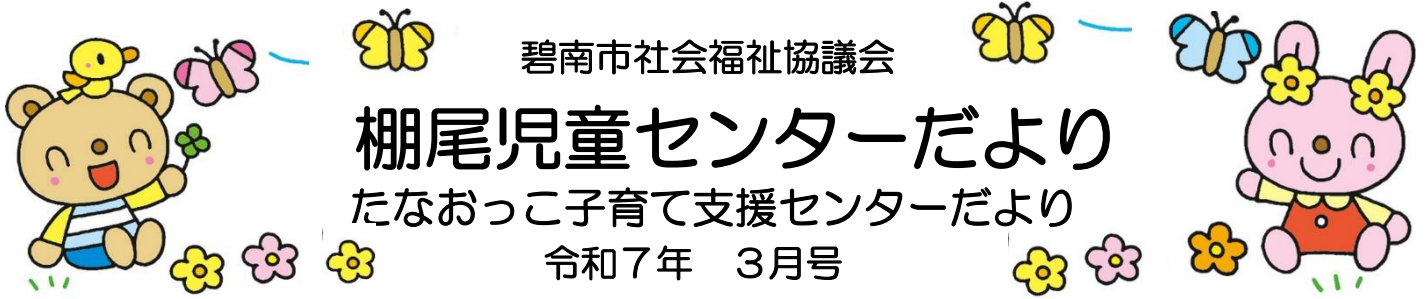 碧南市社会福祉協議会
棚尾児童センターだより
たなおっこ子育て支援センターだより
令和７年　３月号